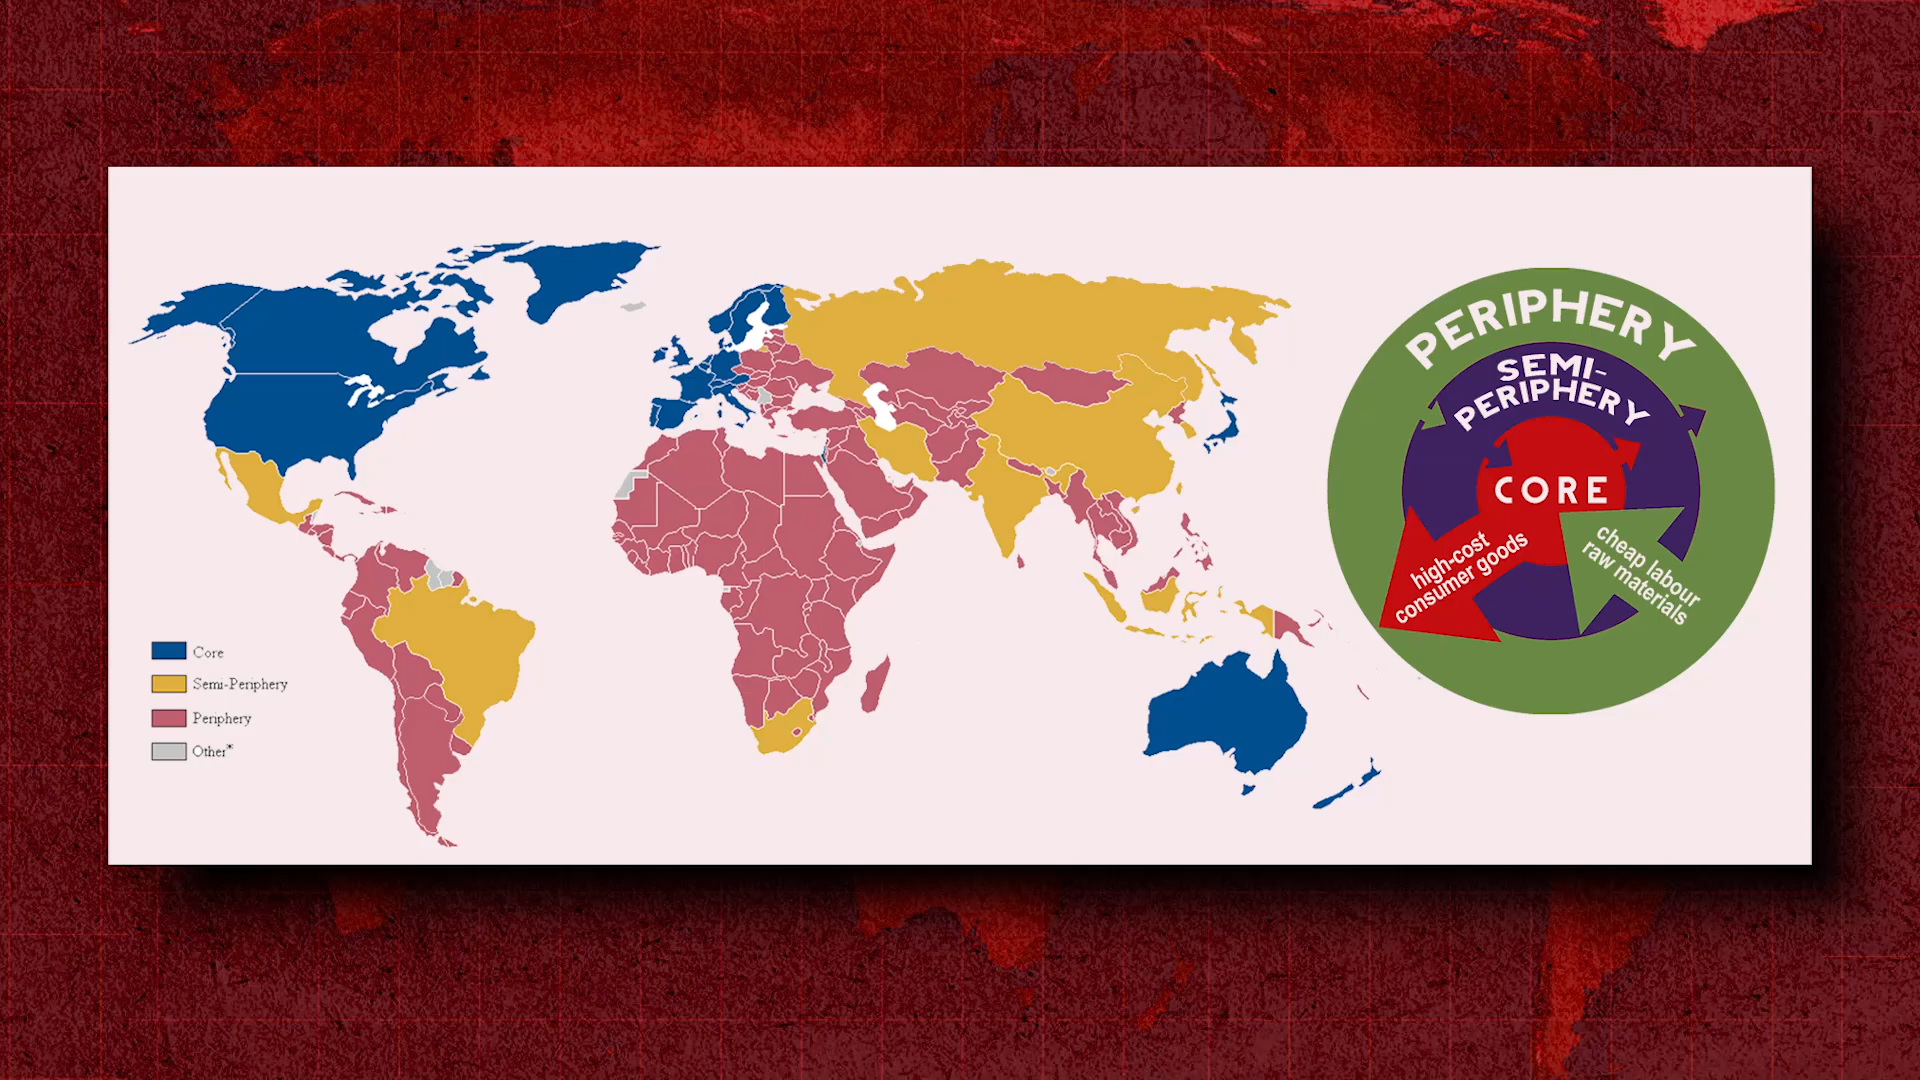 Core
Semi-Periphery
Periphery
Other*
PERIPHERY
SEMI-
PERIPHERY
CORE
high-cost
consumer goods
cheap labour
raw materials